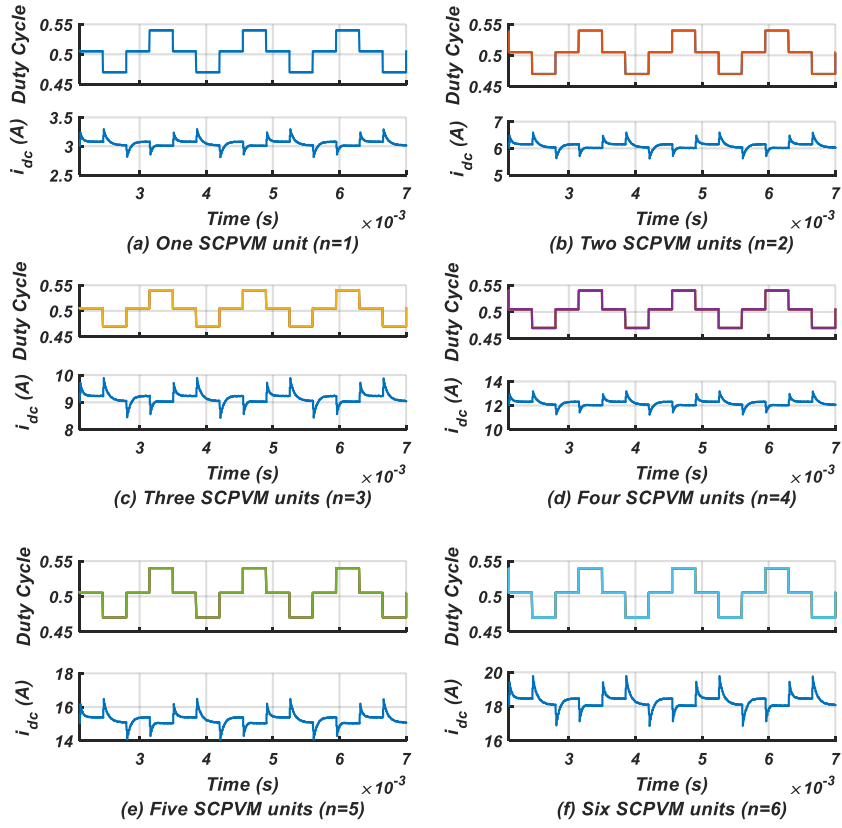 Duty Cycle
0.55
0.5
0.45
i_dc (A)
3.5
3
2.5
3 4 5 6 7
Time (s)
×10^-3
(a) One SCPVM unit (n=1)
Duty Cycle
0.55
0.5
0.45
i_dc (A)
7
6
5
3 4 5 6 7
Time (s)
×10^-3
(b) Two SCPVM units (n=2)
Duty Cycle
0.55
0.5
0.45
i_dc (A)
10
9
8
3 4 5 6 7
Time (s)
×10^-3
(c) Three SCPVM units (n=3)
Duty Cycle
0.55
0.5
0.45
i_dc (A)
14
12
10
3 4 5 6 7
Time (s)
×10^-3
(d) Four SCPVM units (n=4)
Duty Cycle
0.55
0.5
0.45
i_dc (A)
18
16
14
3 4 5 6 7
Time (s)
×10^-3
(e) Five SCPVM units (n=5)
Duty Cycle
0.55
0.5
0.45
i_dc (A)
20
18
16
3 4 5 6 7
Time (s)
×10^-3
(f) Six SCPVM units (n=6)